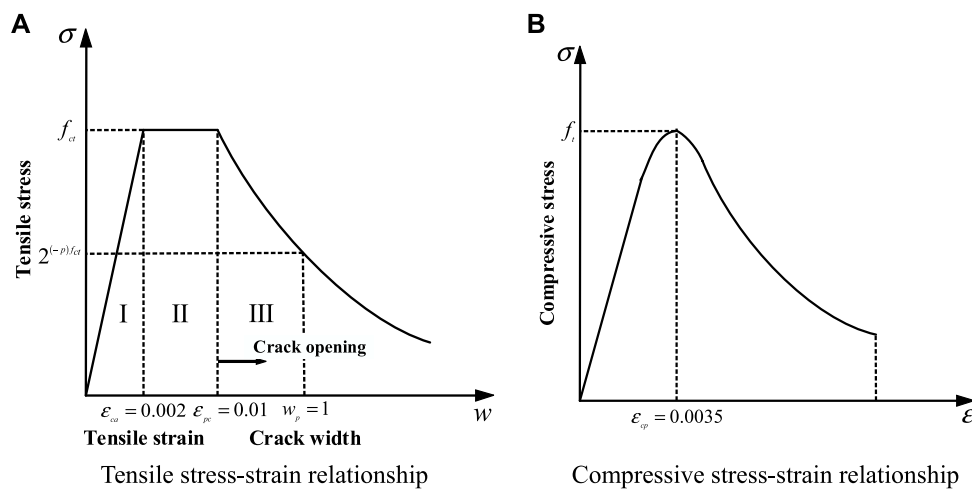 A
σ
f_ct
Tensile stress
2^(-p)f_ct
I II III
Crack opening
ε_ca = 0.002 ε_pc = 0.01 w_p = 1
w
Tensile strain Crack width
Tensile stress-strain relationship
B
σ
f_t
Compressive stress
ε_cp = 0.0035
ε
Compressive stress-strain relationship